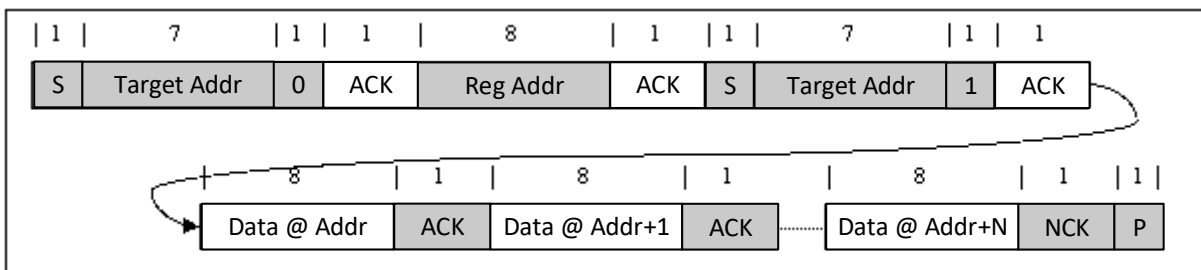 | 1 | 7 | 1 | 1 | 8 | 1 | 1 | 7 | 1 | 1
S Target Addr 0 ACK Reg Addr ACK S Target Addr 1 ACK
| 8 | 1 | 8 | 1 | 8 | 1 | 1 |
Data @ Addr ACK Data @ Addr+1 ACK Data @ Addr+N NCK P